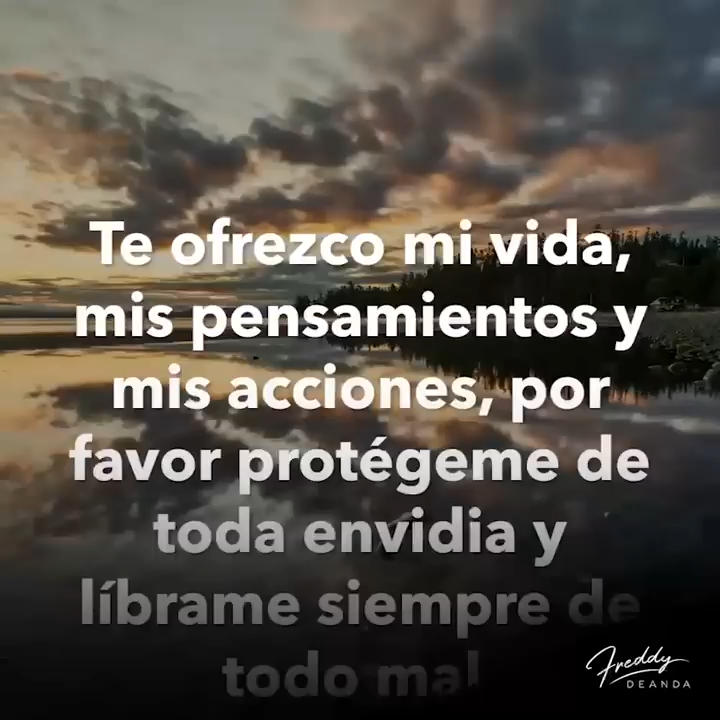 Te ofrezco mi vida,
mis pensamientos y
mis acciones, por
favor protégeme de
toda envidia y
líbrame siempre de
todo mal
Freddy
DEANDA